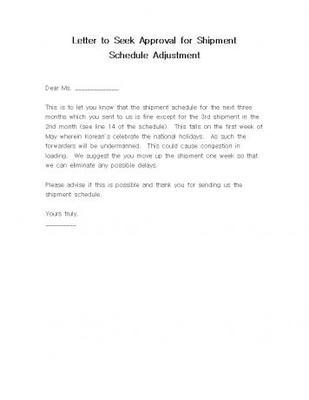 Letter to Seek Approval for Shipment
Schedule Adjustment
Dear Ms. ____________
This is to let you know that the shipment schedule for the next three
months which you sent to us is fine except for the 3rd shipment in the
2nd month (see line 14 of the schedule). This falls on the first week of
May wherein Korean's celebrate the national holidays. As such the
forwarders will be undermanned. This could cause congestion in
loading. We suggest the you move up the shipment one week so that
we can eliminate any possible delays.
Please advise if this is possible and thank you for sending us the
shipment schedule.
Yours truly,
_________